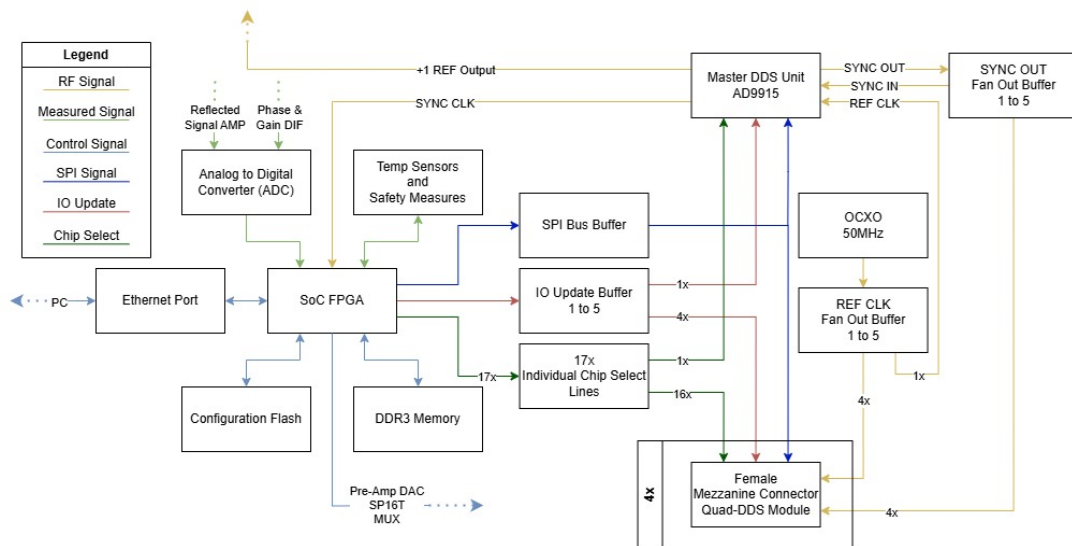 Legend
RF Signal
Measured Signal
Control Signal
SPI Signal
IO Update
Chip Select
+1 REF Output
SYNC CLK
Reflected
Signal AMP
Phase &
Gain DIF
Analog to Digital
Converter (ADC)
Temp Sensors
and
Safety Measures
Master DDS Unit
AD9915
SYNC OUT
SYNC IN
REF CLK
SYNC OUT
Fan Out Buffer
1 to 5
SPI Bus Buffer
OCXO
50MHz
PC
Ethernet Port
SoC FPGA
IO Update Buffer
1 to 5
1x
4x
REF CLK
Fan Out Buffer
1 to 5
17x
17x
Individual Chip Select
Lines
1x
16x
1x
4x
Configuration Flash
DDR3 Memory
4x
Female
Mezzanine Connector
Quad-DDS Module
4x
Pre-Amp DAC
SP16T
MUX